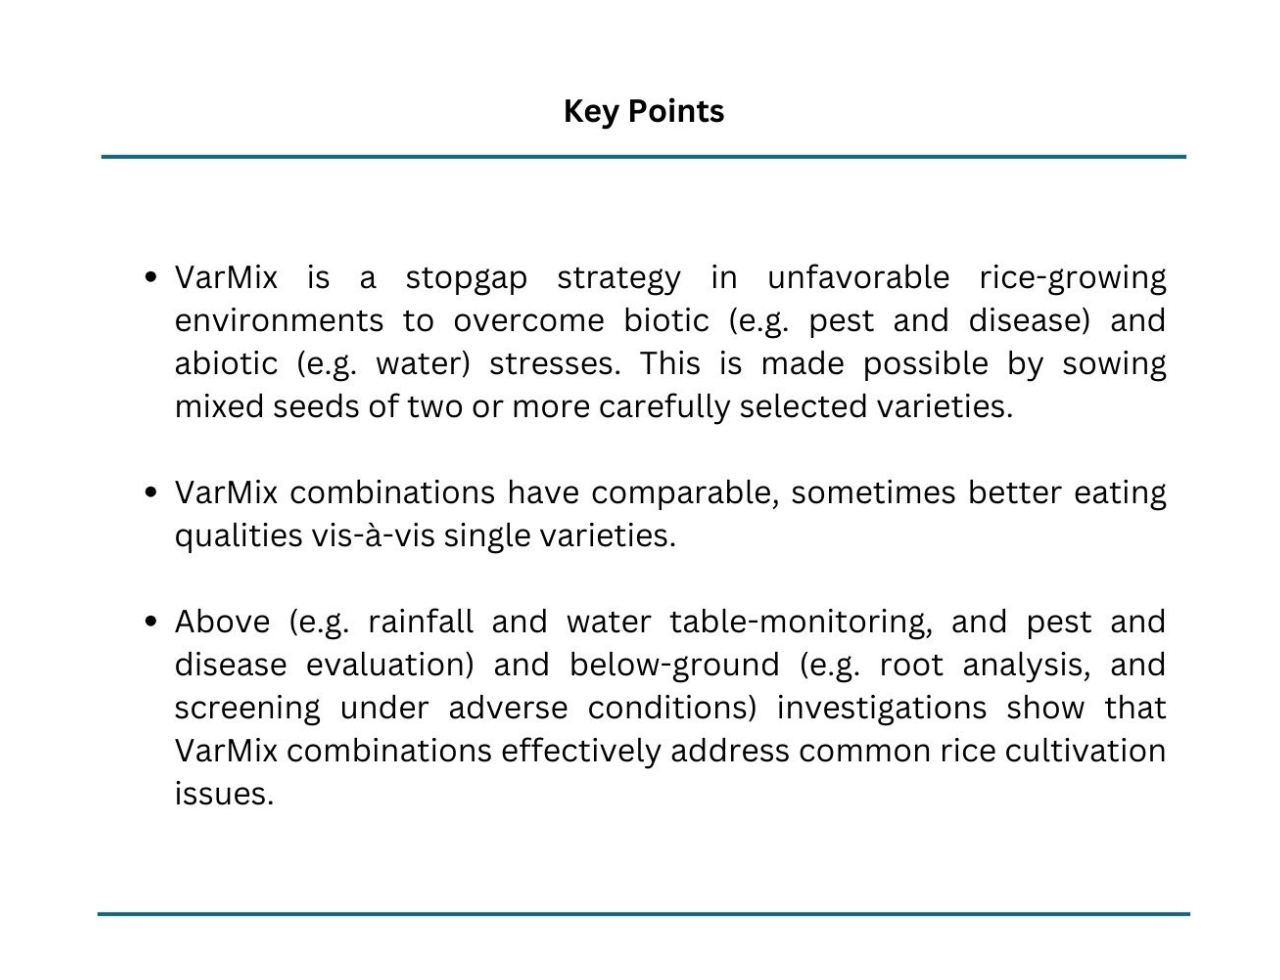 Key Points
• VarMix is a stopgap strategy in unfavorable rice-growing
environments to overcome biotic (e.g. pest and disease) and
abiotic (e.g. water) stresses. This is made possible by sowing
mixed seeds of two or more carefully selected varieties.
• VarMix combinations have comparable, sometimes better eating
qualities vis-à-vis single varieties.
• Above (e.g. rainfall and water table-monitoring, and pest and
disease evaluation) and below-ground (e.g. root analysis, and
screening under adverse conditions) investigations show that
VarMix combinations effectively address common rice cultivation
issues.